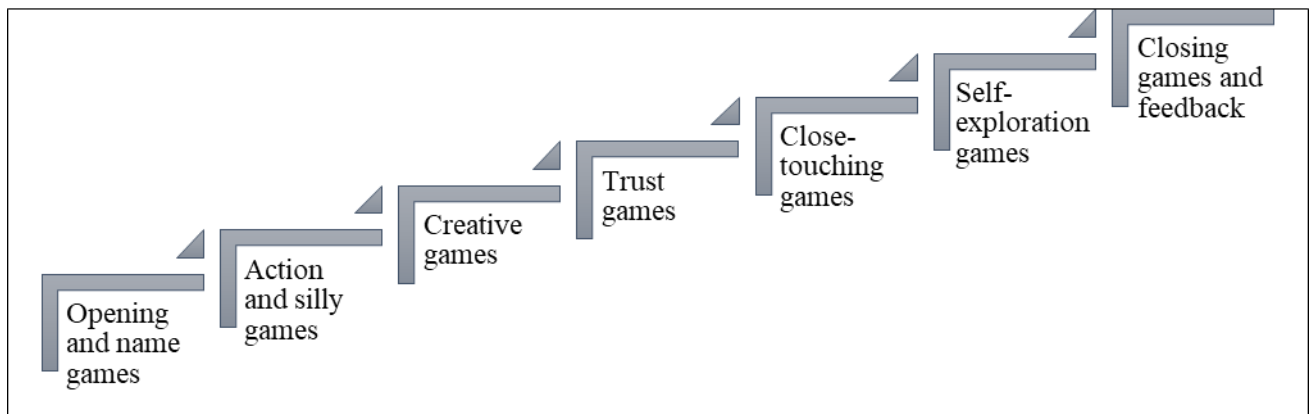 Opening
and name
games
Action
and silly
games
Creative
games
Trust
games
Close-
touching
games
Self-
exploration
games
Closing
games and
feedback